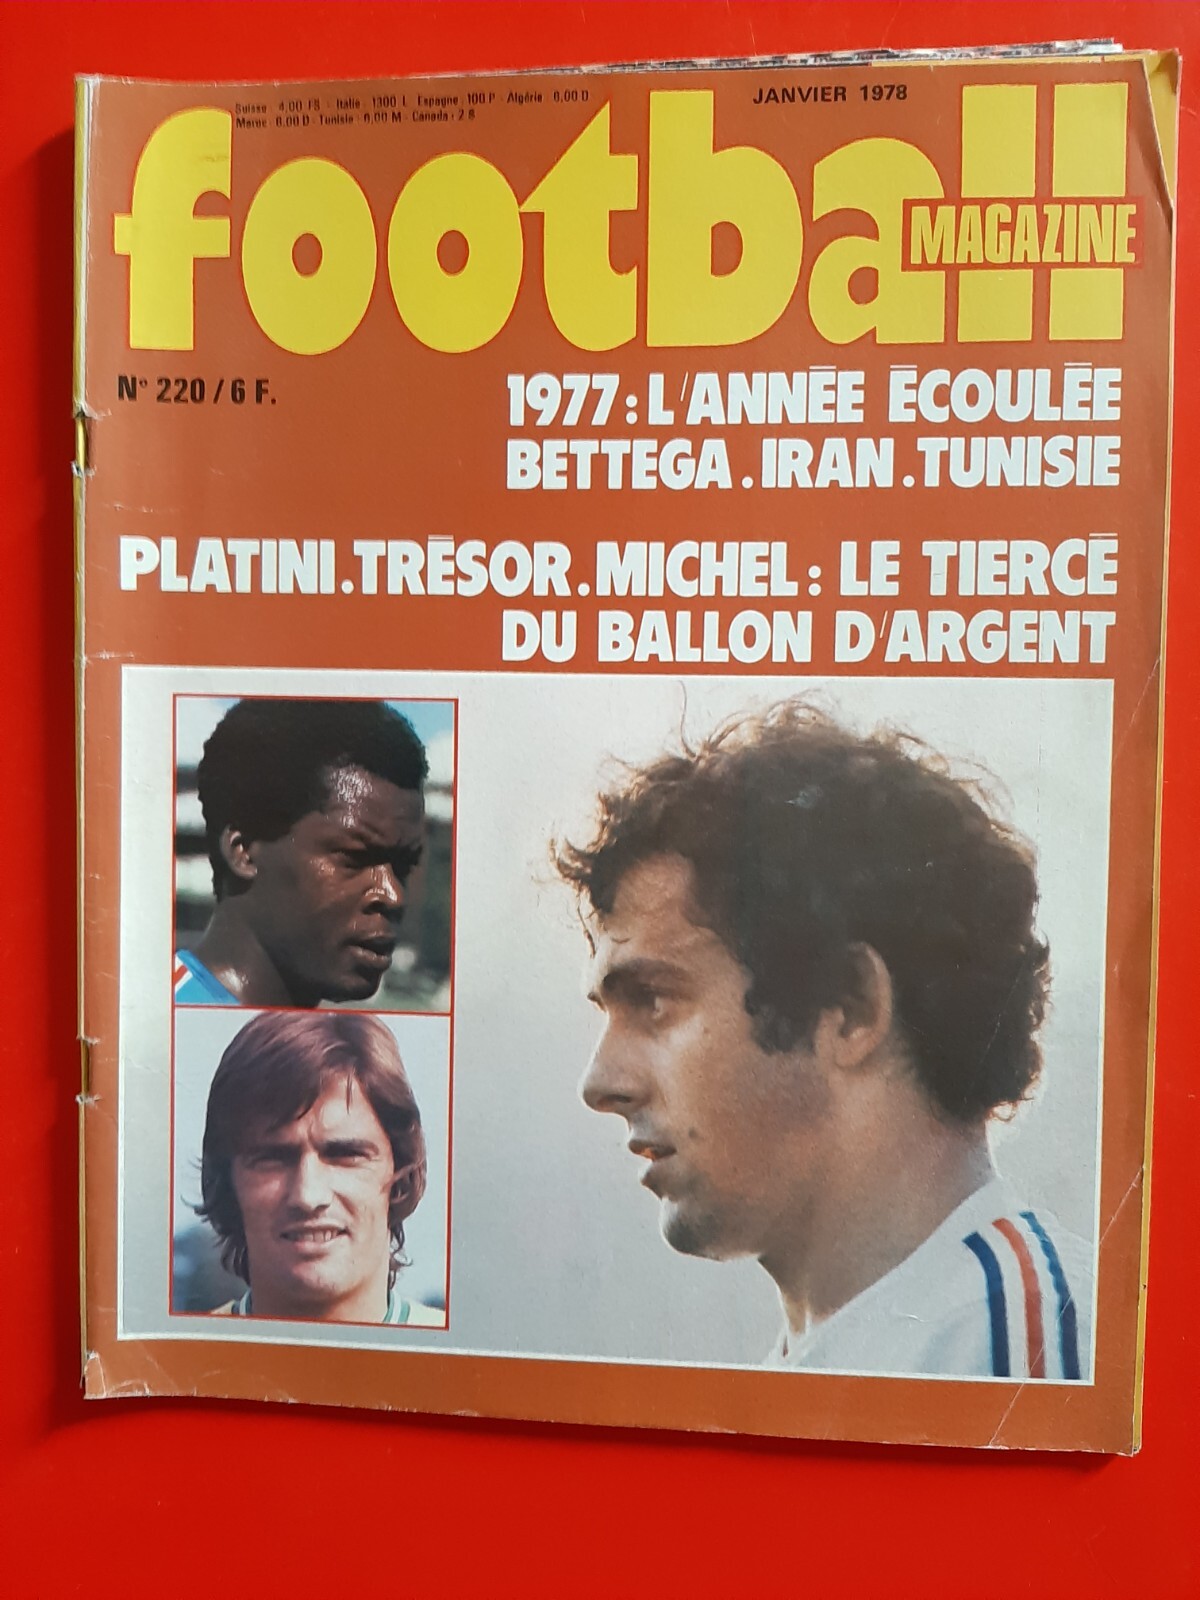 Suisse : 4,00 FS - Italie : 1300 L Espagne : 100 P - Algérie : 6,00 D
Maroc : 6,00 D - Tunisie : 6,00 M - Canada : 2 $
JANVIER 1978
football
MAGAZINE
N° 220 / 6 F.
1977 : L'ANNÉE ÉCOULÉE
BETTEGA . IRAN . TUNISIE
PLATINI . TRÉSOR . MICHEL : LE TIERCÉ
DU BALLON D'ARGENT